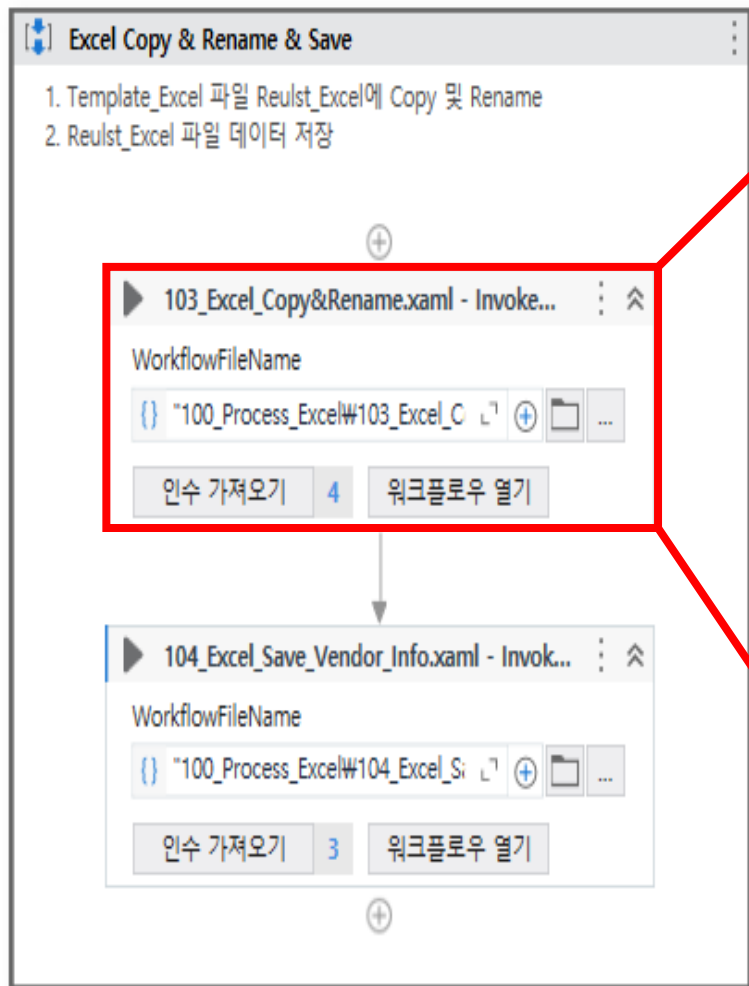 Excel Copy & Rename & Save
1. Template_Excel 파일 Reulst_Excel에 Copy 및 Rename
2. Reulst_Excel 파일 데이터 저장
103_Excel_Copy&Rename.xaml - Invoke...
WorkflowFileName
{} "100_Process_Excel₩103_Excel_C
...
인수 가져오기 4 워크플로우 열기
104_Excel_Save_Vendor_Info.xaml - Invok...
WorkflowFileName
{} "100_Process_Excel₩104_Excel_Sa
...
인수 가져오기 3 워크플로우 열기